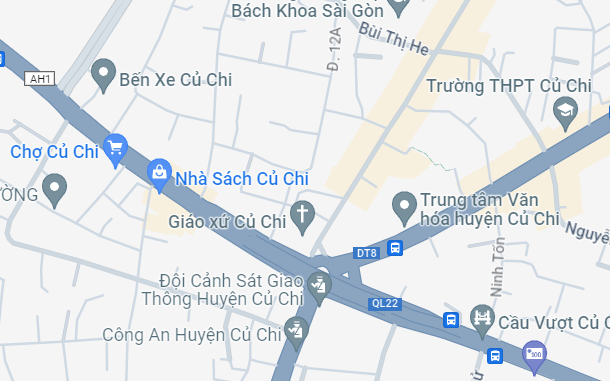 Bách Khoa Sài Gòn
Bùi Thị He
Đ. 12A
AH1
Bến Xe Củ Chi
Trường THPT Củ Chi
Chợ Củ Chi
Nhà Sách Củ Chi
ƯỜNG
Trung tâm Văn
hóa huyện Củ Chi
Giáo xứ Củ Chi
Nguyễ
DT8
Ninh Tốn
Đội Cảnh Sát Giao
Thông Huyện Củ Chi
QL22
Cầu Vượt Củ C
Công An Huyện Củ Chi